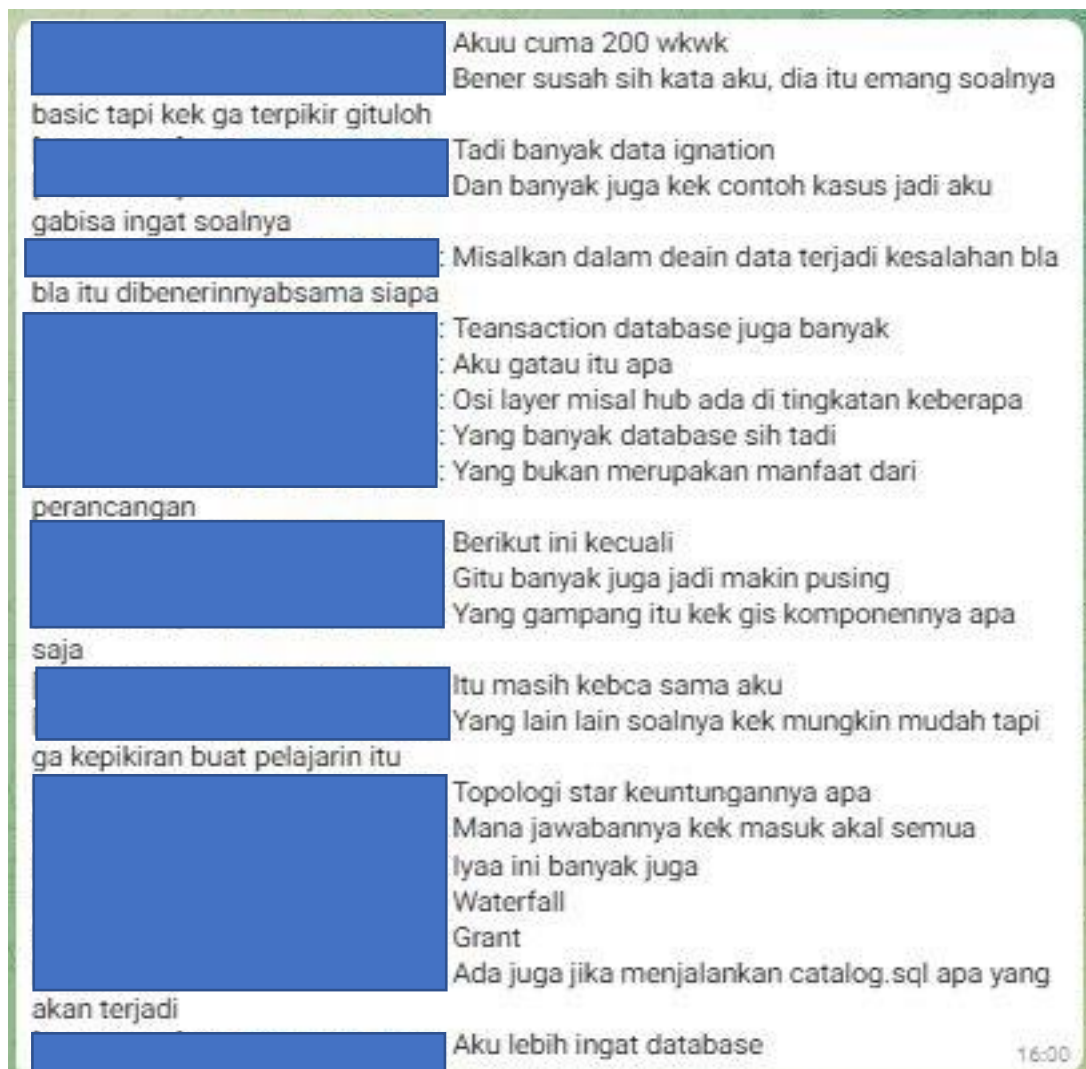 Akuu cuma 200 wkwk
Bener susah sih kata aku, dia itu emang soalnya
basic tapi kek ga terpikir gituloh
Tadi banyak data ignation
Dan banyak juga kek contoh kasus jadi aku
gabisa ingat soalnya
: Misalkan dalam deain data terjadi kesalahan bla
bla itu dibenerinnyabsama siapa
: Teansaction database juga banyak
: Aku gatau itu apa
: Osi layer misal hub ada di tingkatan keberapa
: Yang banyak database sih tadi
: Yang bukan merupakan manfaat dari
perancangan
Berikut ini kecuali
Gitu banyak juga jadi makin pusing
Yang gampang itu kek gis komponennya apa
saja
Itu masih kebca sama aku
Yang lain lain soalnya kek mungkin mudah tapi
ga kepikiran buat pelajarin itu
Topologi star keuntungannya apa
Mana jawabannya kek masuk akal semua
Iyaa ini banyak juga
Waterfall
Grant
Ada juga jika menjalankan catalog.sql apa yang
akan terjadi
Aku lebih ingat database
16:00